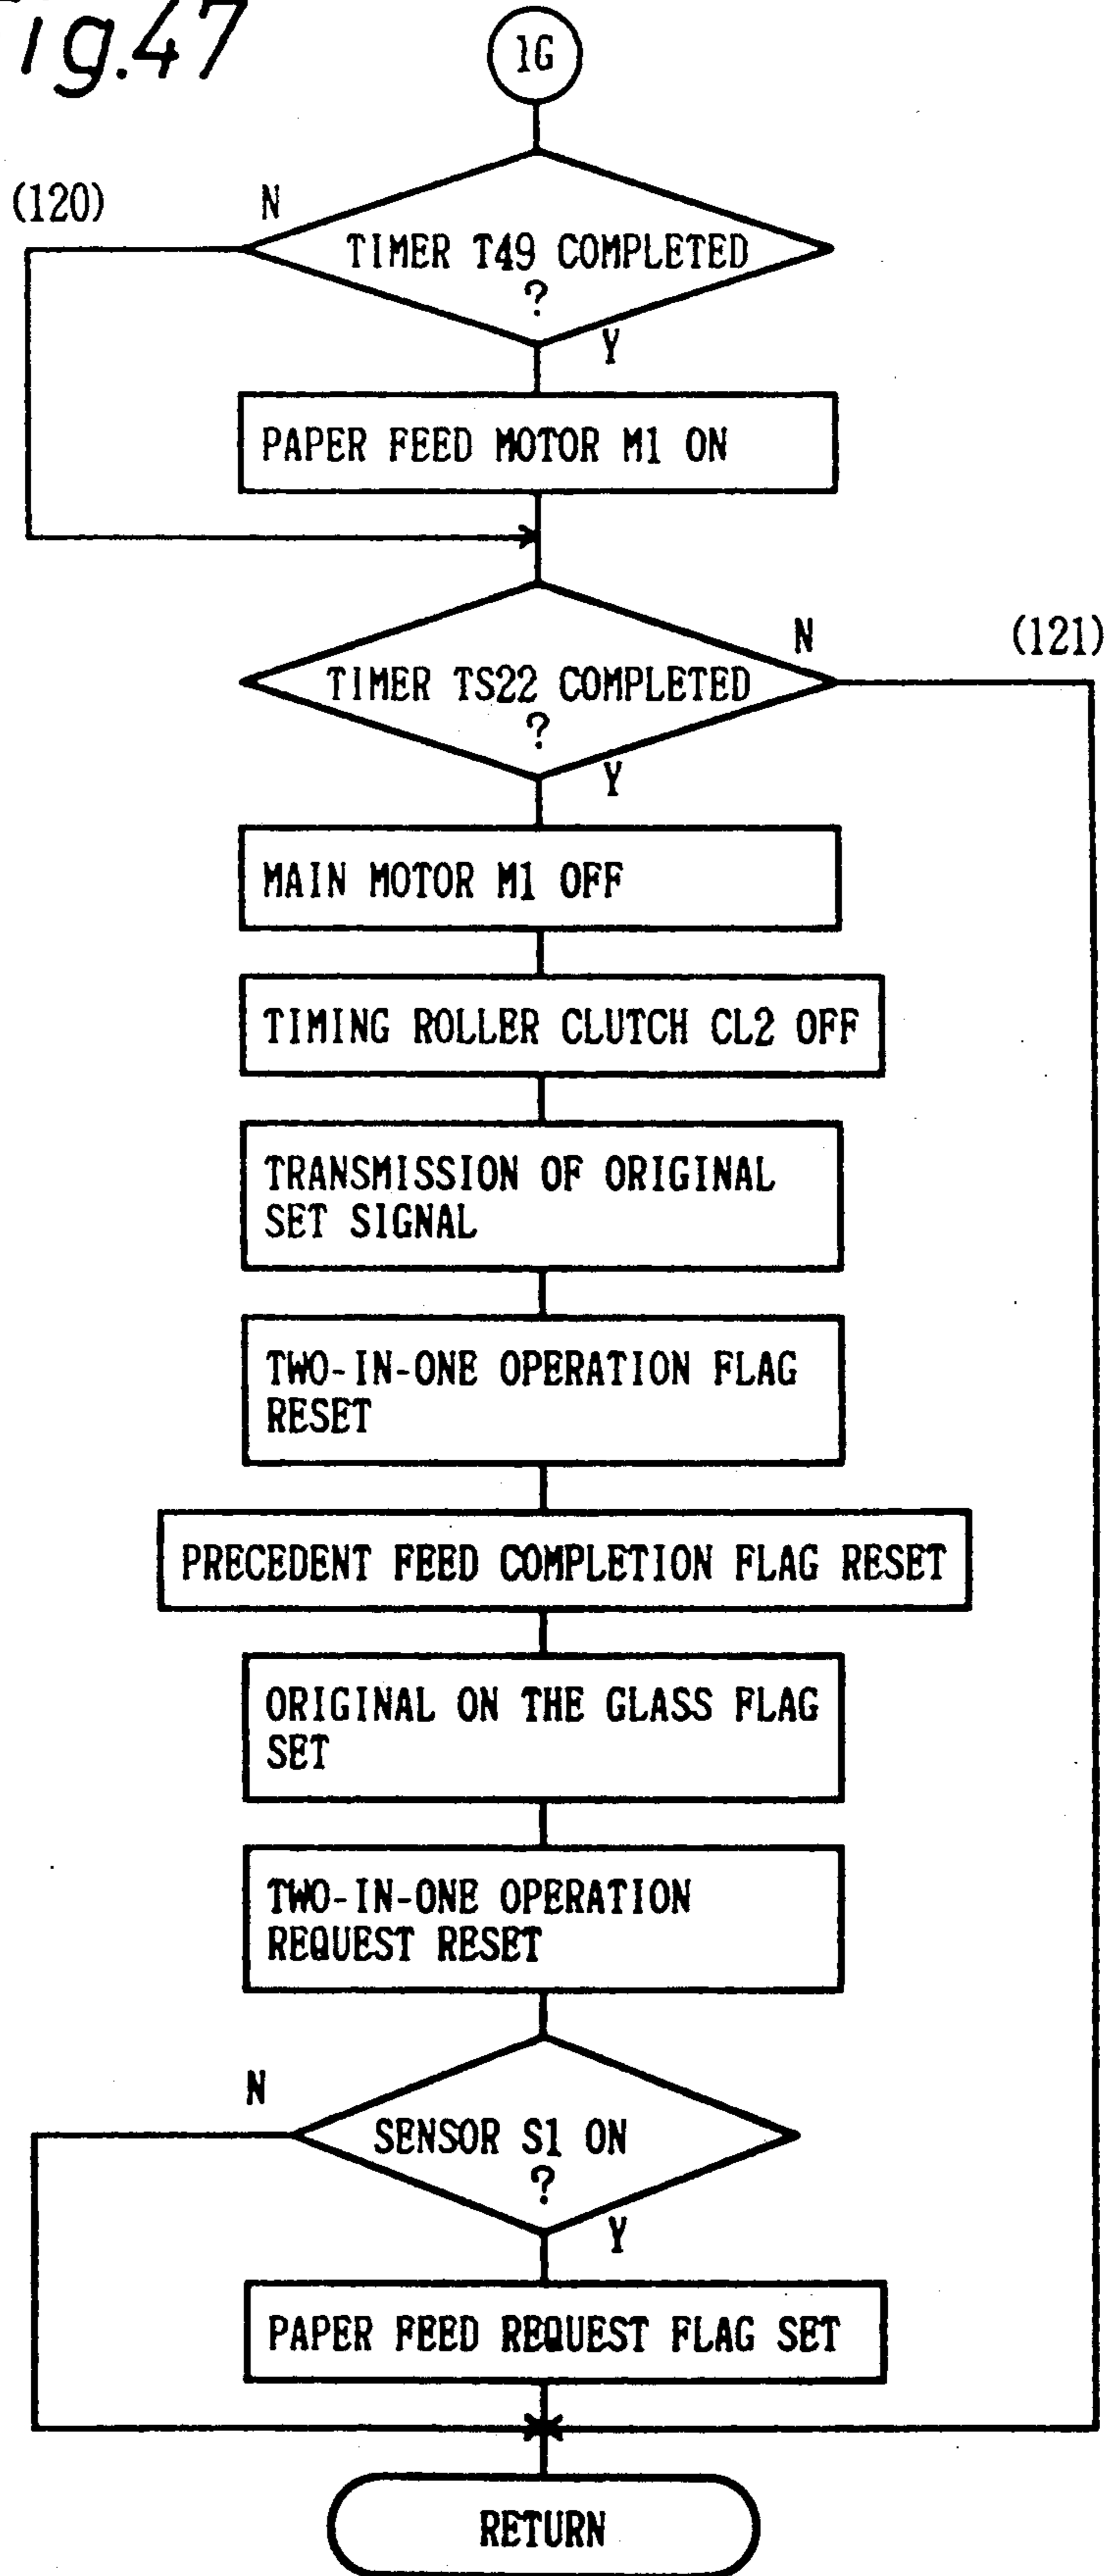 Fig.47
1G
(120)
N
TIMER T49 COMPLETED
?
Y
PAPER FEED MOTOR M1 ON
N
(121)
TIMER TS22 COMPLETED
?
Y
MAIN MOTOR M1 OFF
TIMING ROLLER CLUTCH CL2 OFF
TRANSMISSION OF ORIGINAL
SET SIGNAL
TWO-IN-ONE OPERATION FLAG
RESET
PRECEDENT FEED COMPLETION FLAG RESET
ORIGINAL ON THE GLASS FLAG
SET
TWO-IN-ONE OPERATION
REQUEST RESET
N
SENSOR S1 ON
?
Y
PAPER FEED REQUEST FLAG SET
RETURN